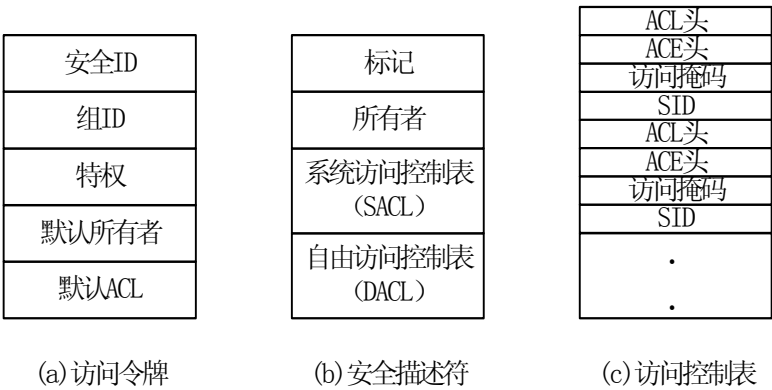 安全ID
组ID
特权
默认所有者
默认ACL
(a)访问令牌
标记
所有者
系统访问控制表
(SACL)
自由访问控制表
(DACL)
(b)安全描述符
ACL头
ACE头
访问掩码
SID
ACL头
ACE头
访问掩码
SID
.
.
(c)访问控制表